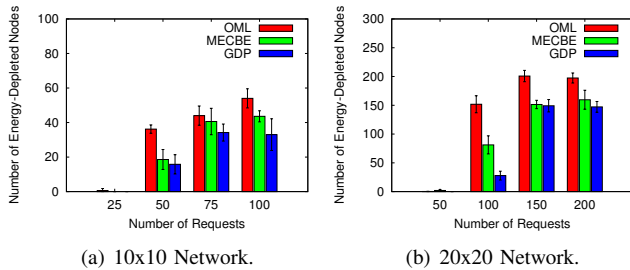 Number of Energy-Depleted Nodes
100
80
60
40
20
0
OML
MECBE
GDP
25 50 75 100
Number of Requests
(a) 10x10 Network.
Number of Energy-Depleted Nodes
300
250
200
150
100
50
0
OML
MECBE
GDP
50 100 150 200
Number of Requests
(b) 20x20 Network.